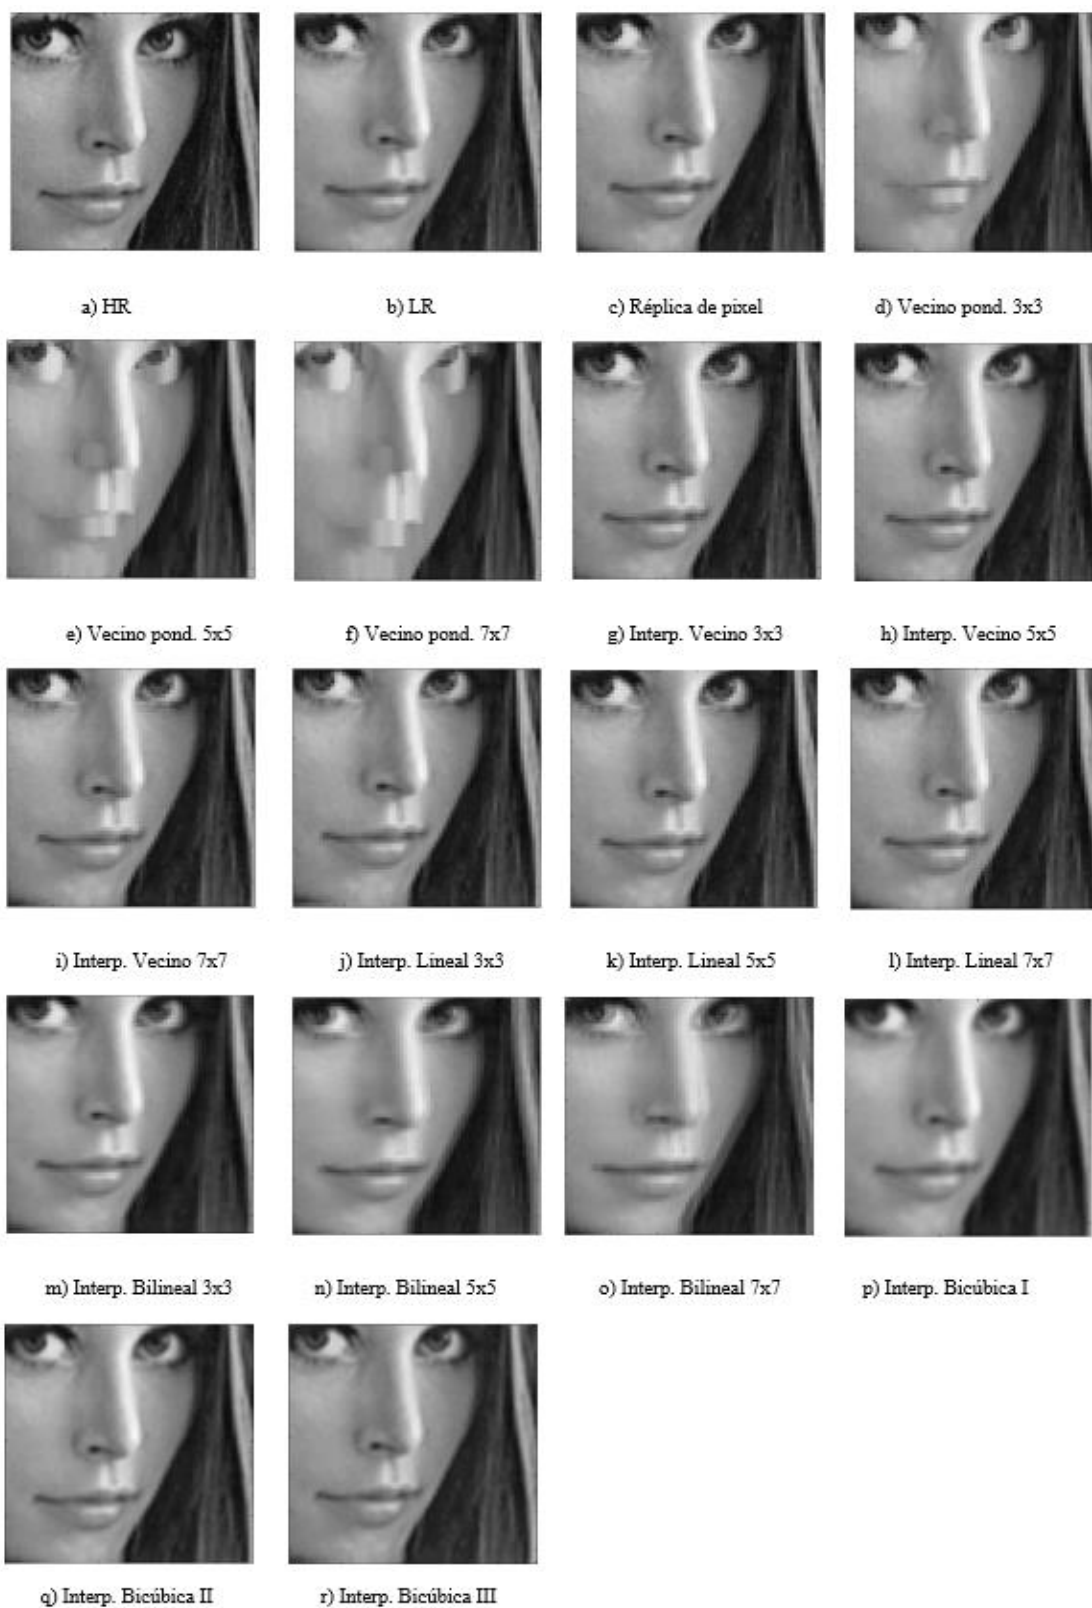 a) HR
b) LR
c) Réplica de pixel
d) Vecino pond. 3x3
e) Vecino pond. 5x5
f) Vecino pond. 7x7
g) Interp. Vecino 3x3
h) Interp. Vecino 5x5
i) Interp. Vecino 7x7
j) Interp. Lineal 3x3
k) Interp. Lineal 5x5
l) Interp. Lineal 7x7
m) Interp. Bilineal 3x3
n) Interp. Bilineal 5x5
o) Interp. Bilineal 7x7
p) Interp. Bicúbica I
q) Interp. Bicúbica II
r) Interp. Bicúbica III